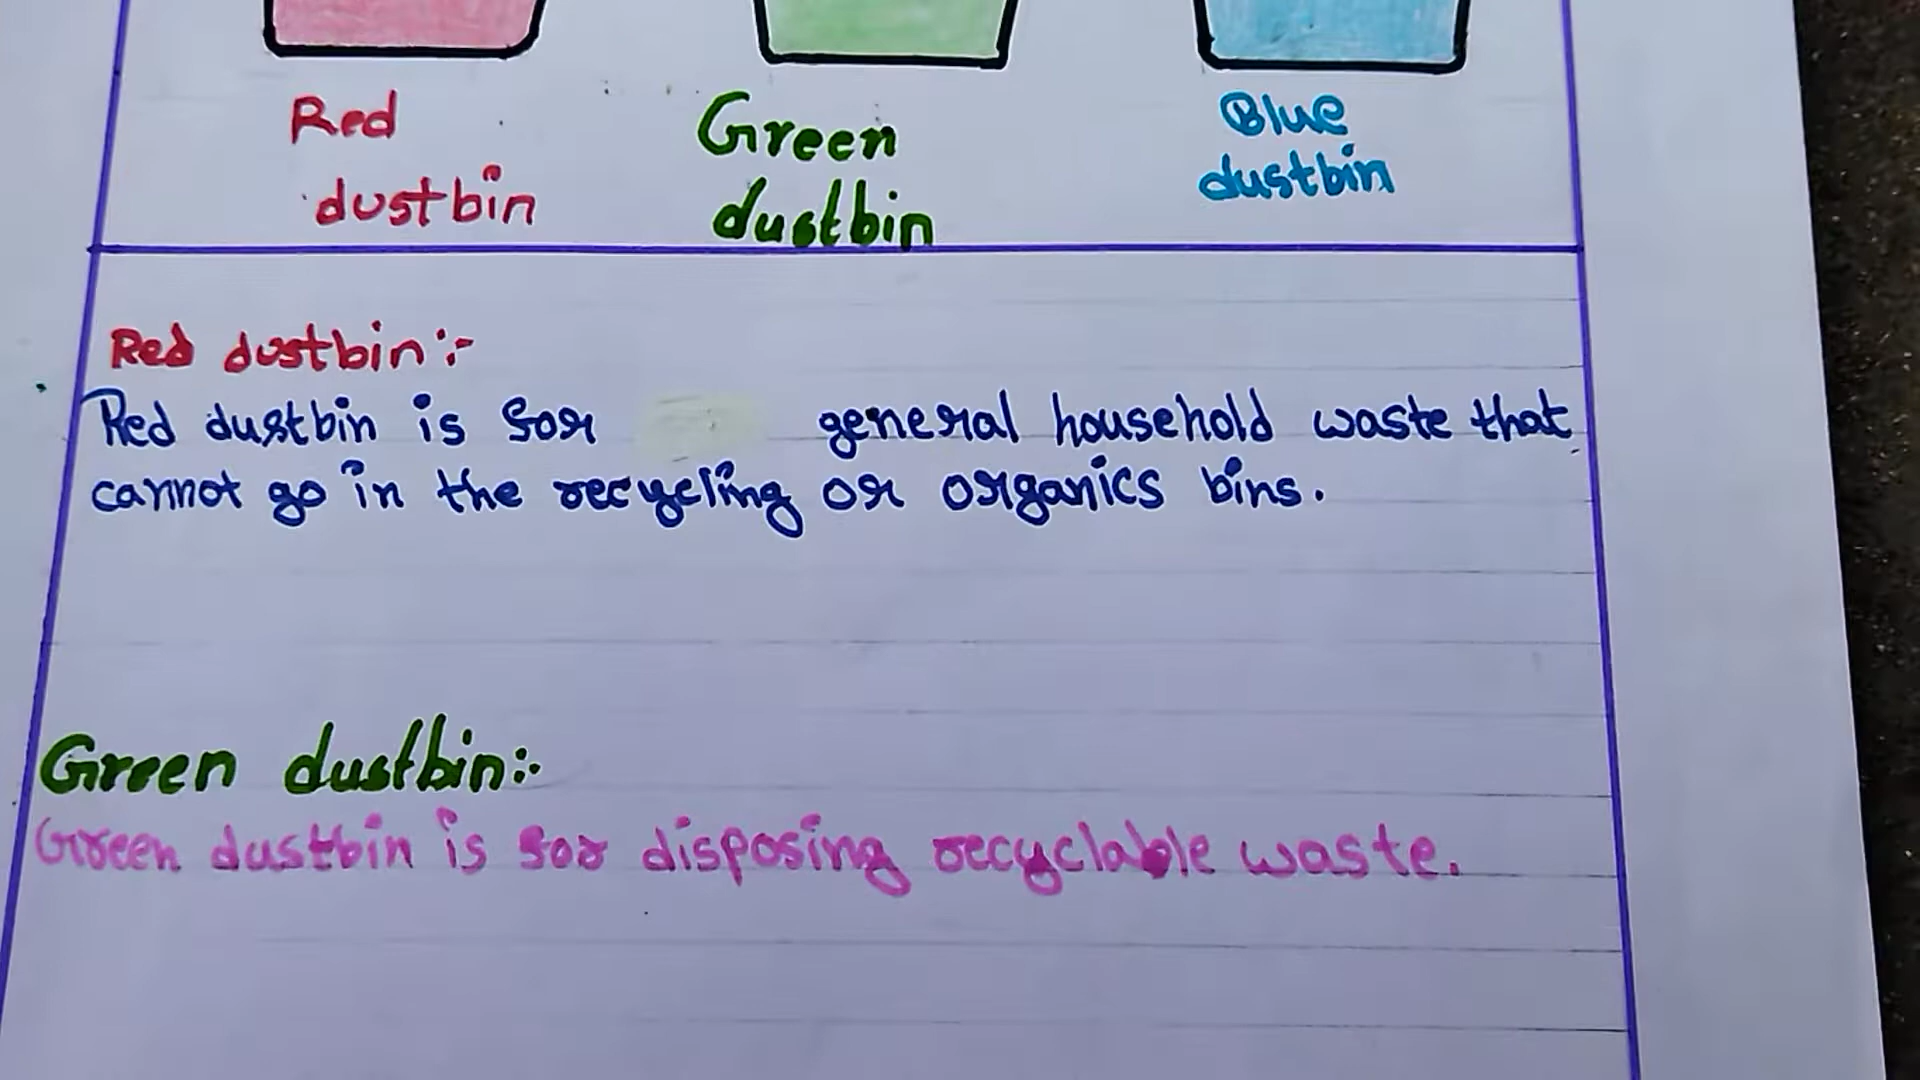 Red
dustbin
Green
dustbin
Blue
dustbin
Red dustbin:-
Red dustbin is for general household waste that
cannot go in the recycling or organics bins.
Green dustbin:-
Green dustbin is for disposing recyclable waste.